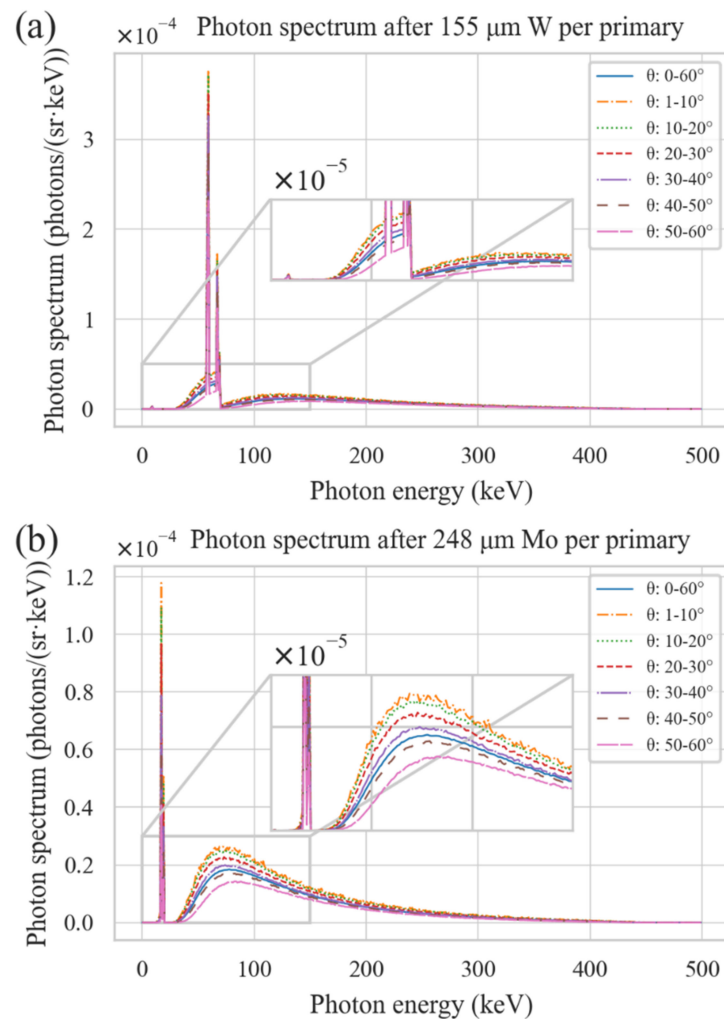 (a)
×10⁻⁴ Photon spectrum after 155 μm W per primary
Photon spectrum (photons/(sr·keV))
3
2
1
0
×10⁻⁵
θ: 0-60°
θ: 1-10°
θ: 10-20°
θ: 20-30°
θ: 30-40°
θ: 40-50°
θ: 50-60°
0 100 200 300 400 500
Photon energy (keV)
(b)
×10⁻⁴ Photon spectrum after 248 μm Mo per primary
Photon spectrum (photons/(sr·keV))
1.2
1.0
0.8
0.6
0.4
0.2
0.0
×10⁻⁵
θ: 0-60°
θ: 1-10°
θ: 10-20°
θ: 20-30°
θ: 30-40°
θ: 40-50°
θ: 50-60°
0 100 200 300 400 500
Photon energy (keV)